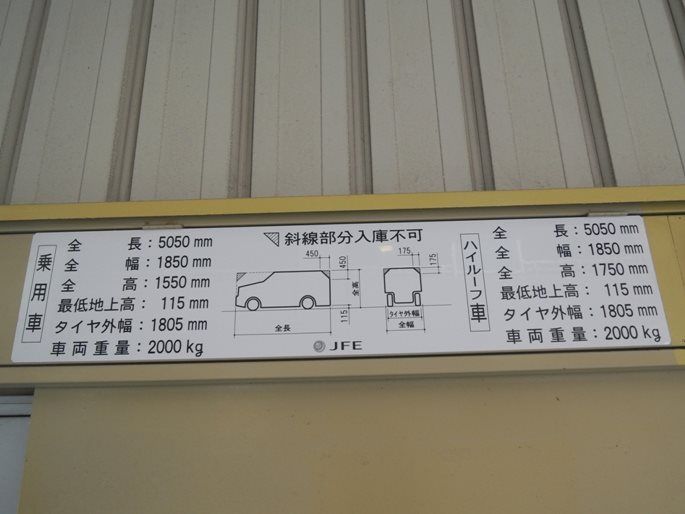 乗用車
全長：5050 mm
全幅：1850 mm
全高：1550 mm
最低地上高：115 mm
タイヤ外幅：1805 mm
車両重量：2000 kg
斜線部分入庫不可
450
450
全高
115
全長
175
175
タイヤ外幅
全幅
JFE
ハイルーフ車
全長：5050 mm
全幅：1850 mm
全高：1750 mm
最低地上高：115 mm
タイヤ外幅：1805 mm
車両重量：2000 kg